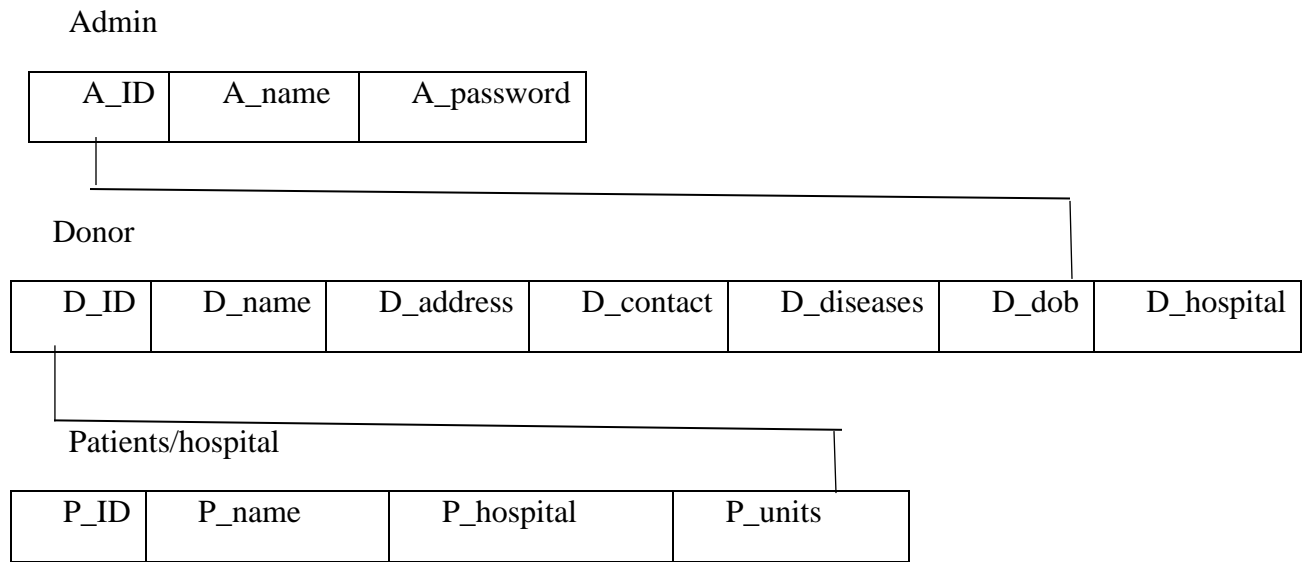 Admin
A_ID A_name A_password
Donor
D_ID D_name D_address D_contact D_diseases D_dob D_hospital
Patients/hospital
P_ID P_name P_hospital P_units